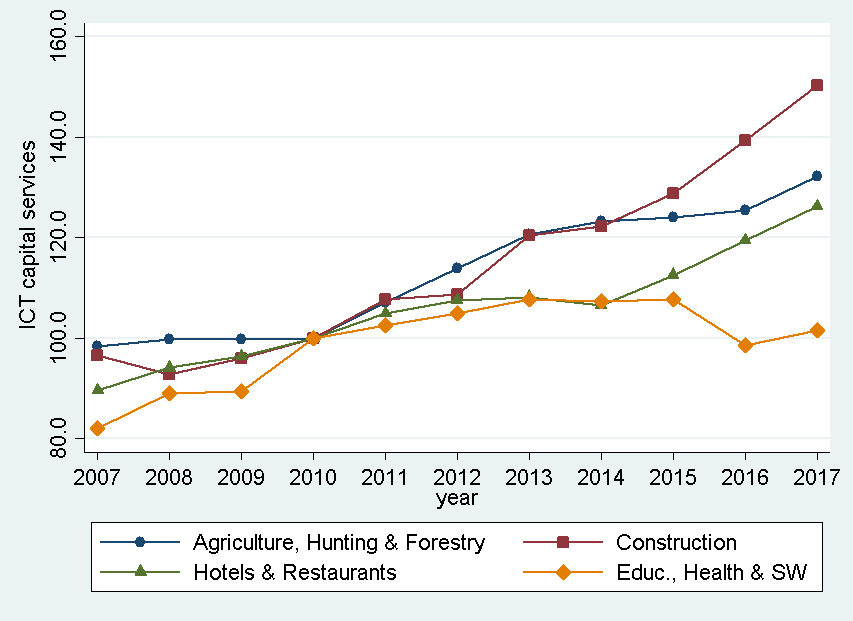 160.0
140.0
120.0
100.0
80.0
ICT capital services
2007 2008 2009 2010 2011 2012 2013 2014 2015 2016 2017
year
Agriculture, Hunting & Forestry
Construction
Hotels & Restaurants
Educ., Health & SW